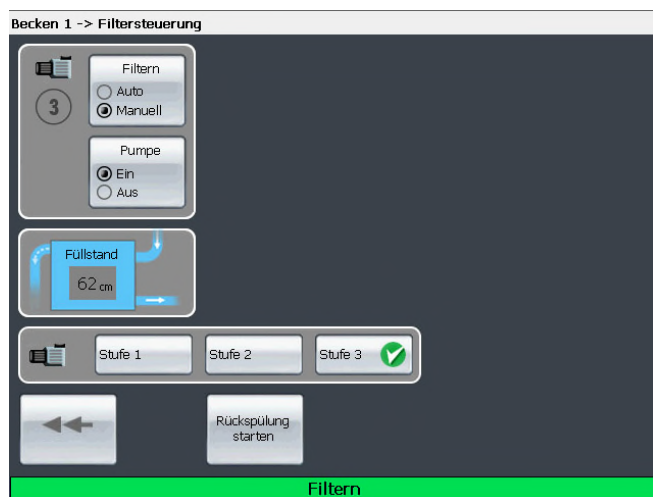 Becken 1 -> Filtersteuerung
Filtern
Auto
Manuell
3
Pumpe
Ein
Aus
Füllstand
62 cm
Stufe 1
Stufe 2
Stufe 3
Rückspülung
starten
Filtern